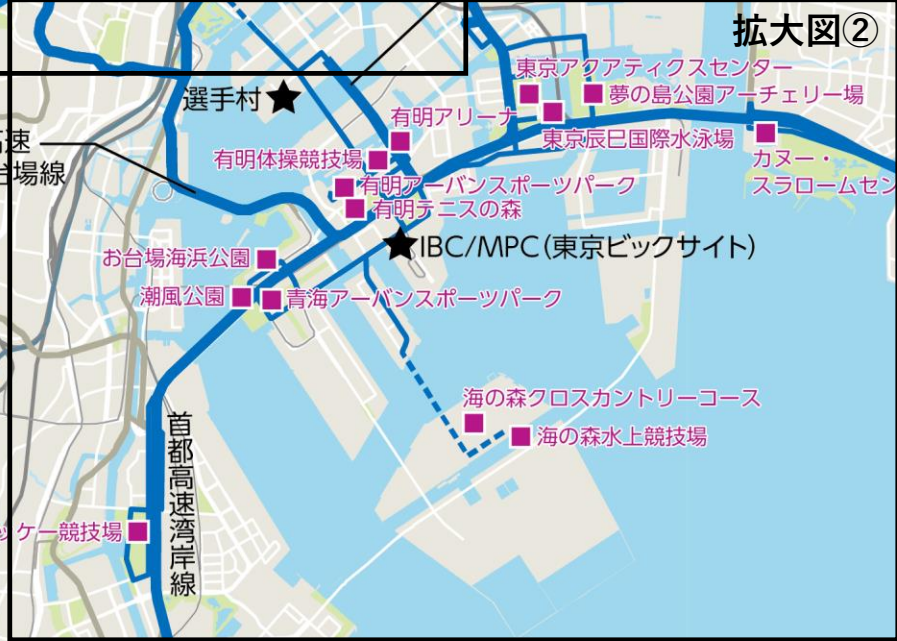 拡大図②
東京アクアティクスセンター
選手村
夢の島公園アーチェリー場
有明アリーナ
東京辰巳国際水泳場
高速
台場線
有明体操競技場
カヌー・
スラロームセン
有明アーバンスポーツパーク
有明テニスの森
IBC/MPC(東京ビックサイト)
お台場海浜公園
潮風公園
青海アーバンスポーツパーク
海の森クロスカントリーコース
海の森水上競技場
首都高速湾岸線
ッケー競技場